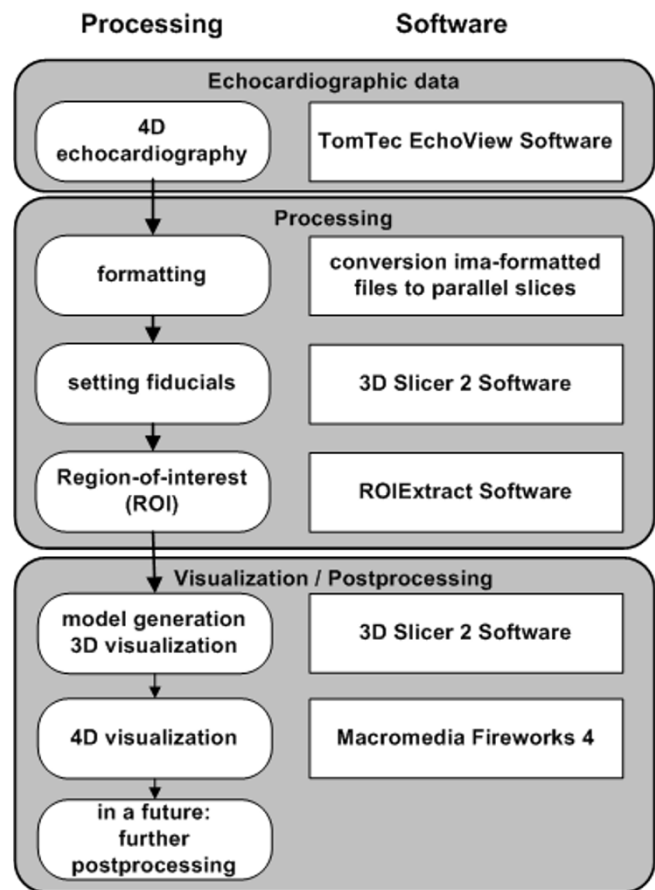 Processing Software
Echocardiographic data
4D
echocardiography
TomTec EchoView Software
Processing
formatting
conversion ima-formatted
files to parallel slices
setting fiducials
3D Slicer 2 Software
Region-of-interest
(ROI)
ROIExtract Software
Visualization / Postprocessing
model generation
3D visualization
3D Slicer 2 Software
4D visualization
Macromedia Fireworks 4
in a future:
further
postprocessing